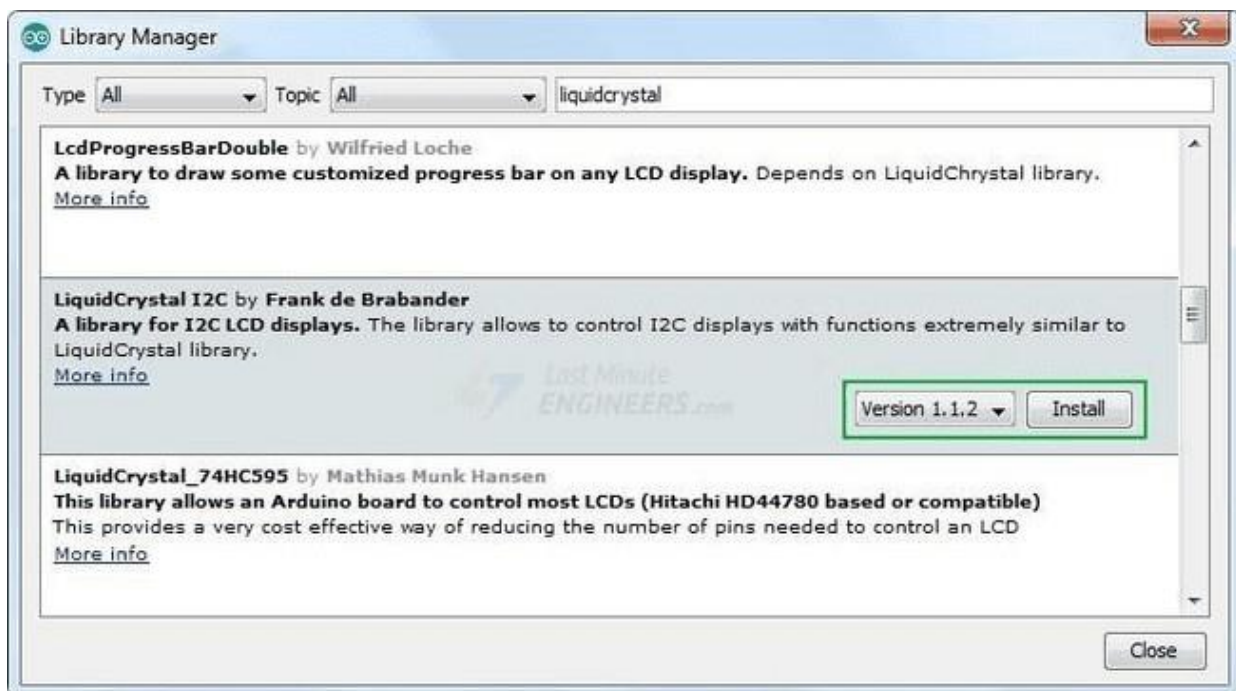 Library Manager
Type All Topic All liquidcrystal
LcdProgressBarDouble by Wilfried Loche
A library to draw some customized progress bar on any LCD display. Depends on LiquidChrystal library.
More info
LiquidCrystal I2C by Frank de Brabander
A library for I2C LCD displays. The library allows to control I2C displays with functions extremely similar to
LiquidCrystal library.
More info
Last Minute
ENGINEERS.com
Version 1.1.2 Install
LiquidCrystal_74HC595 by Mathias Munk Hansen
This library allows an Arduino board to control most LCDs (Hitachi HD44780 based or compatible)
This provides a very cost effective way of reducing the number of pins needed to control an LCD
More info
Close